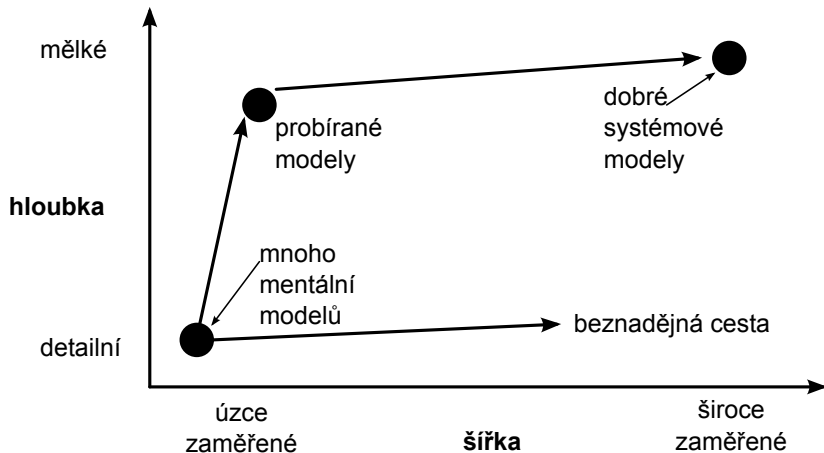 mělké
dobré
systémové
modely
probírané
modely
hloubka
mnoho
mentální
modelů
beznadějná cesta
detailní
úzce
zaměřené
šířka
široce
zaměřené